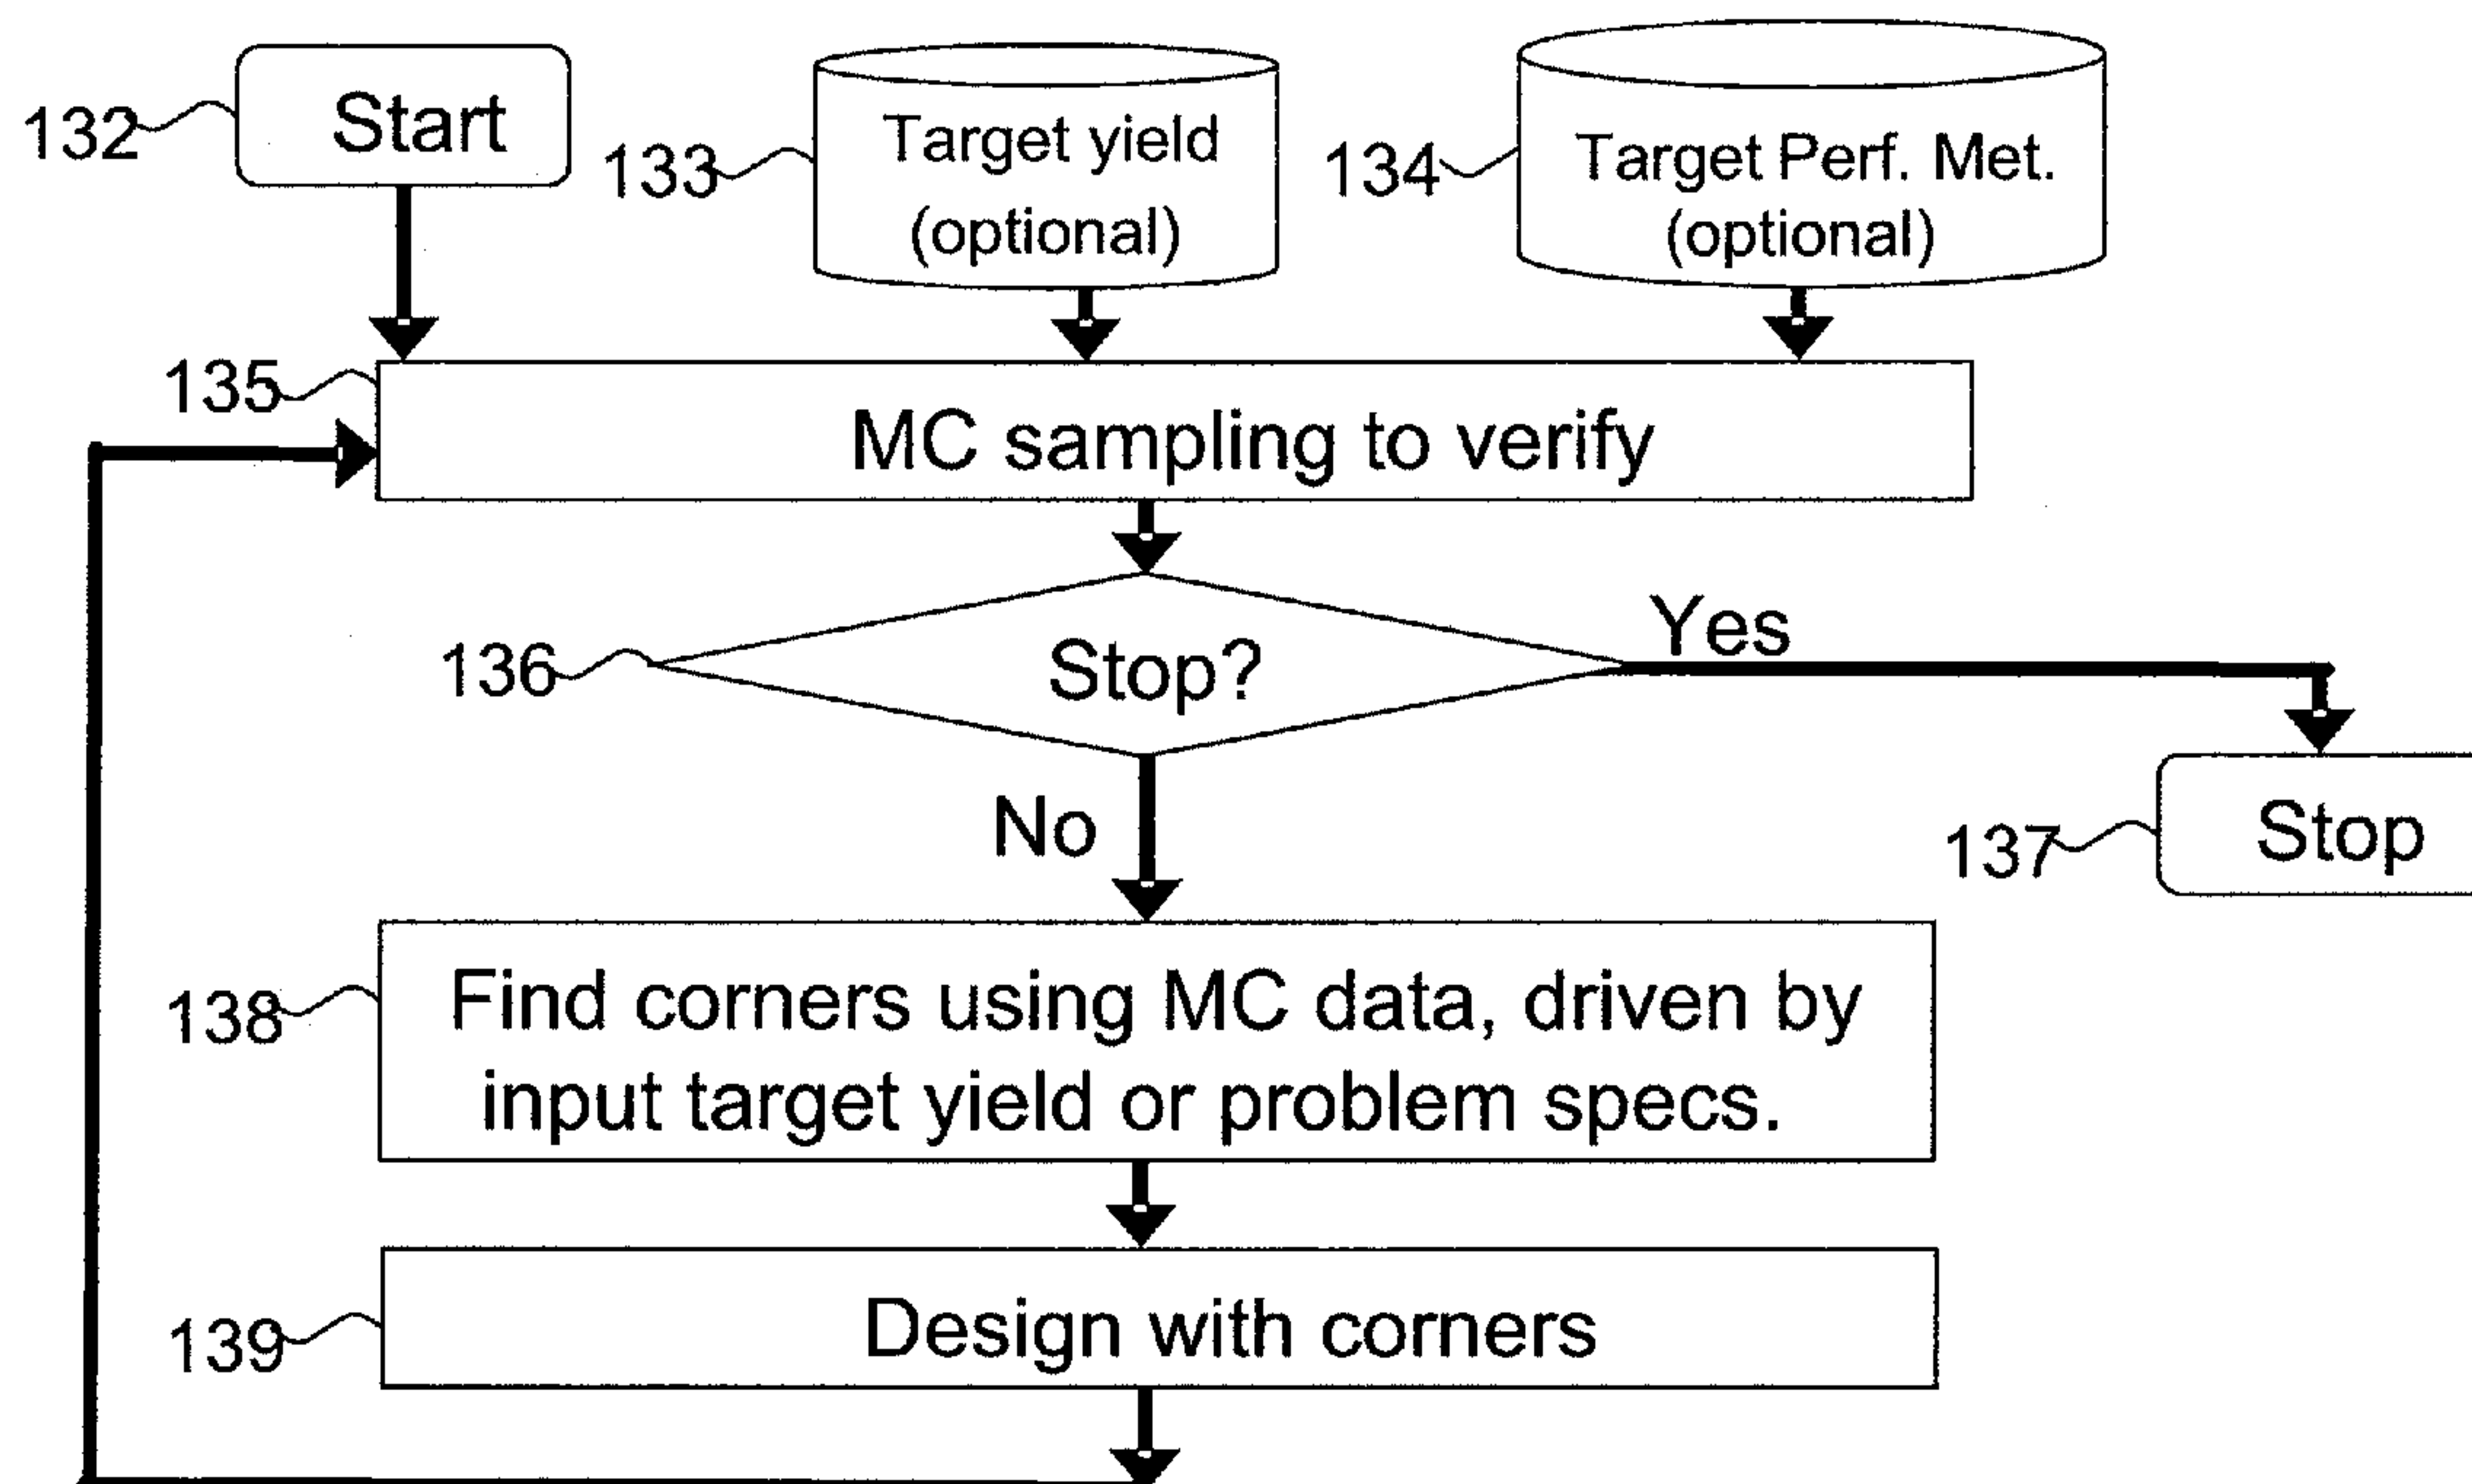 132
Start
133
Target yield
(optional)
134
Target Perf. Met.
(optional)
135
MC sampling to verify
136
Stop?
Yes
No
137
Stop
138
Find corners using MC data, driven by
input target yield or problem specs.
139
Design with corners